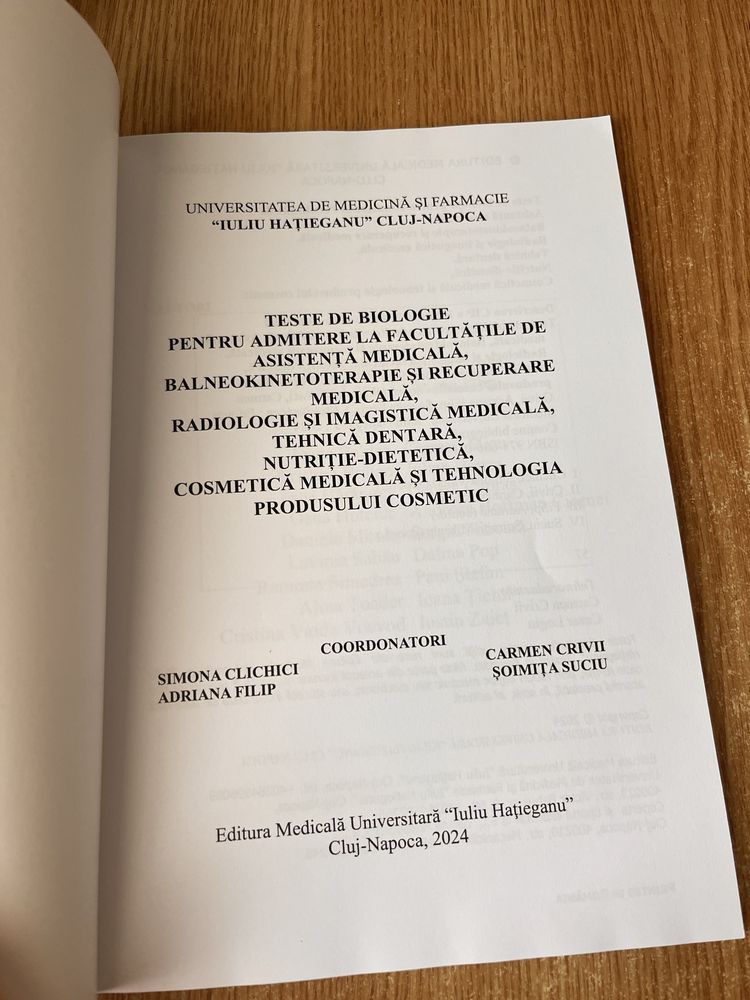 UNIVERSITATEA DE MEDICINĂ ȘI FARMACIE
“IULIU HAȚIEGANU” CLUJ-NAPOCA
TESTE DE BIOLOGIE
PENTRU ADMITERE LA FACULTĂȚILE DE
ASISTENȚĂ MEDICALĂ,
BALNEOKINETOTERAPIE ȘI RECUPERARE
MEDICALĂ,
RADIOLOGIE ȘI IMAGISTICĂ MEDICALĂ,
TEHNICĂ DENTARĂ,
NUTRIȚIE-DIETETICĂ,
COSMETICĂ MEDICALĂ ȘI TEHNOLOGIA
PRODUSULUI COSMETIC
COORDONATORI
SIMONA CLICHICI
ADRIANA FILIP
CARMEN CRIVII
ȘOIMIȚA SUCIU
Editura Medicală Universitară “Iuliu Hațieganu”
Cluj-Napoca, 2024